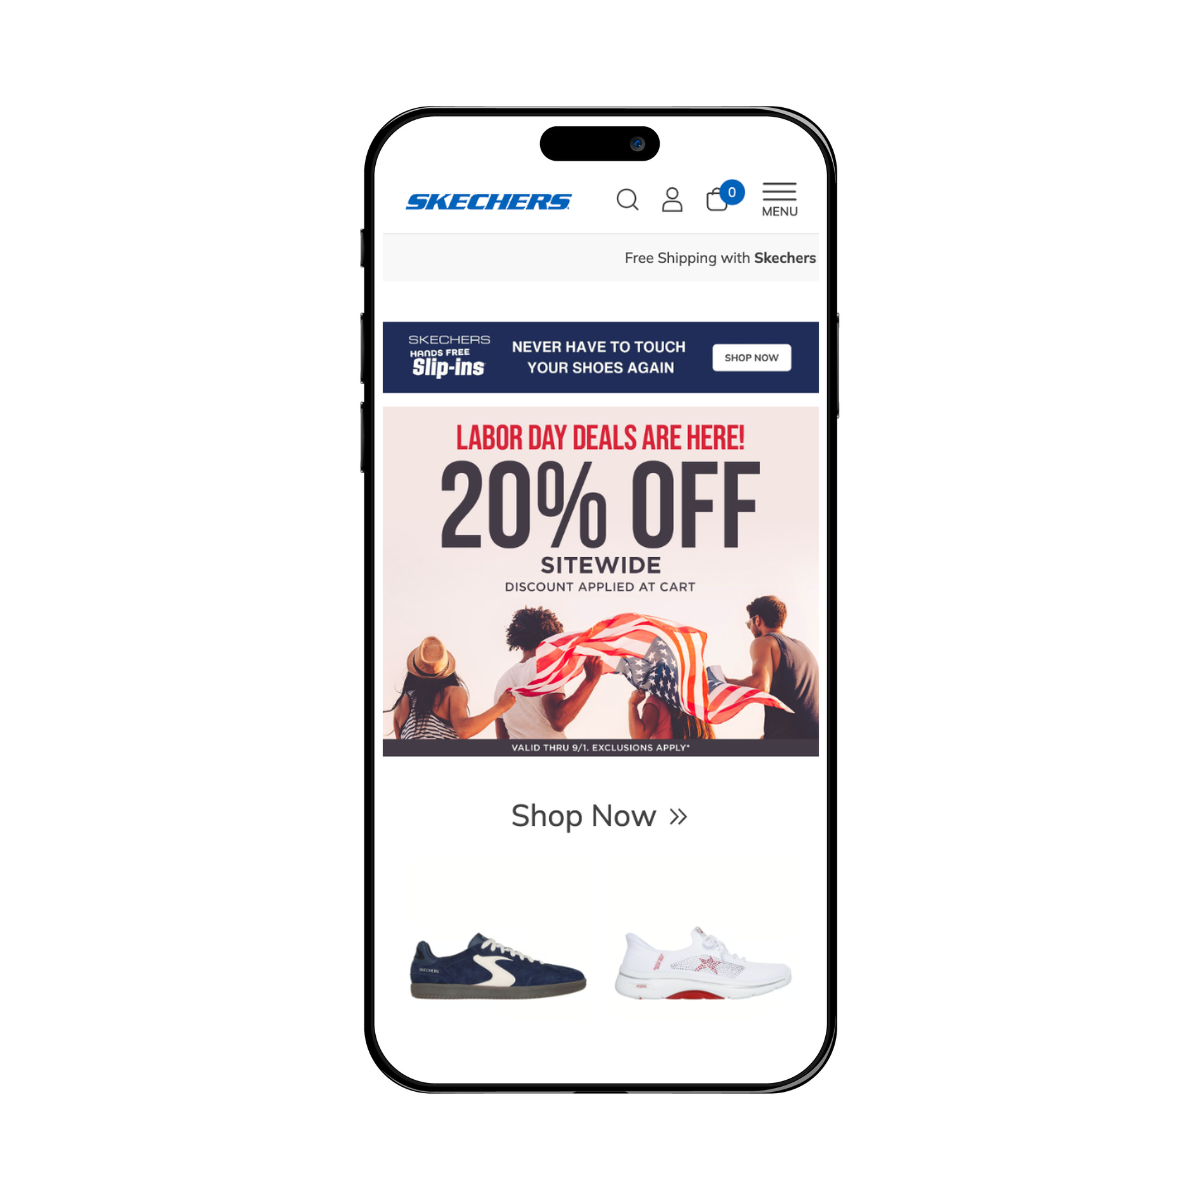 SKECHERS
0
MENU
Free Shipping with Skechers
SKECHERS
HANDS FREE
Slip-ins
NEVER HAVE TO TOUCH
YOUR SHOES AGAIN
SHOP NOW
LABOR DAY DEALS ARE HERE!
20% OFF
SITEWIDE
DISCOUNT APPLIED AT CART
VALID THRU 9/1. EXCLUSIONS APPLY*
Shop Now »
SKECHERS